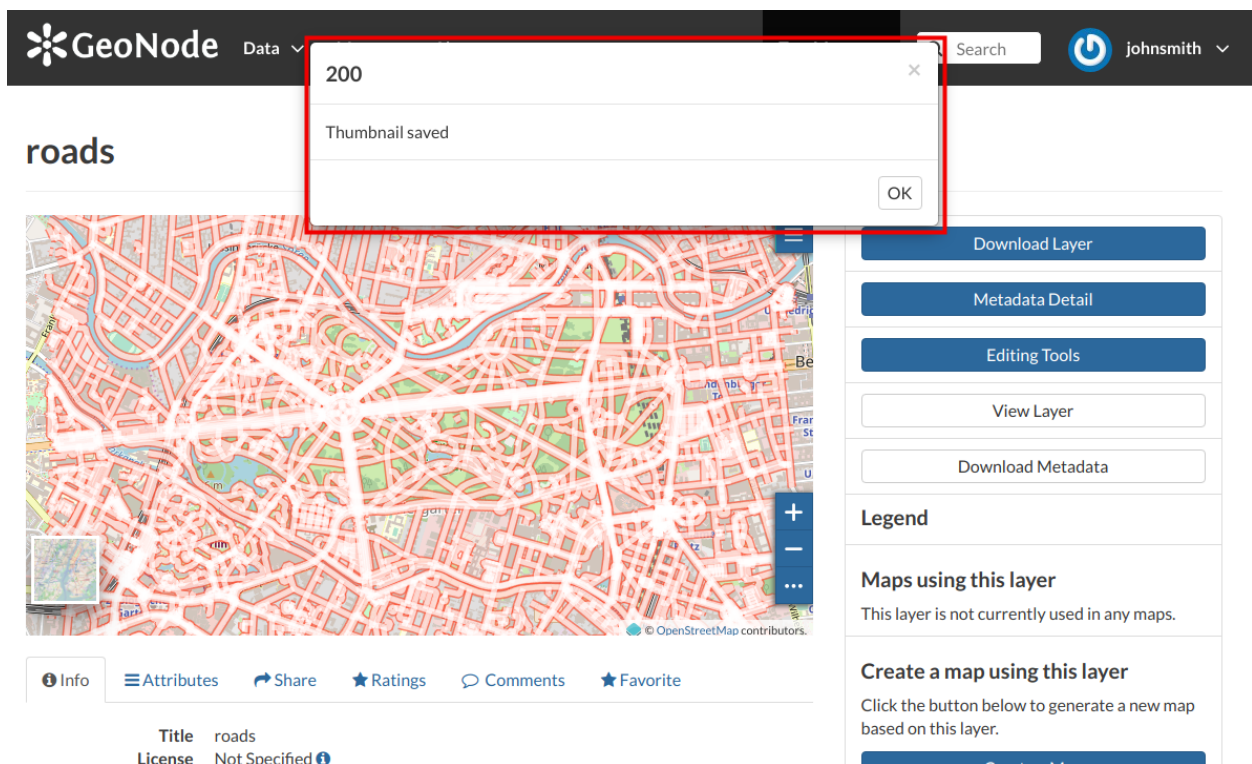 GeoNode
Data
Search
johnsmith
200
×
Thumbnail saved
OK
roads
Download Layer
Metadata Detail
Editing Tools
View Layer
Download Metadata
Legend
Maps using this layer
This layer is not currently used in any maps.
Create a map using this layer
Click the button below to generate a new map
based on this layer.
© OpenStreetMap contributors.
Info
Attributes
Share
Ratings
Comments
Favorite
Title roads
License Not Specified